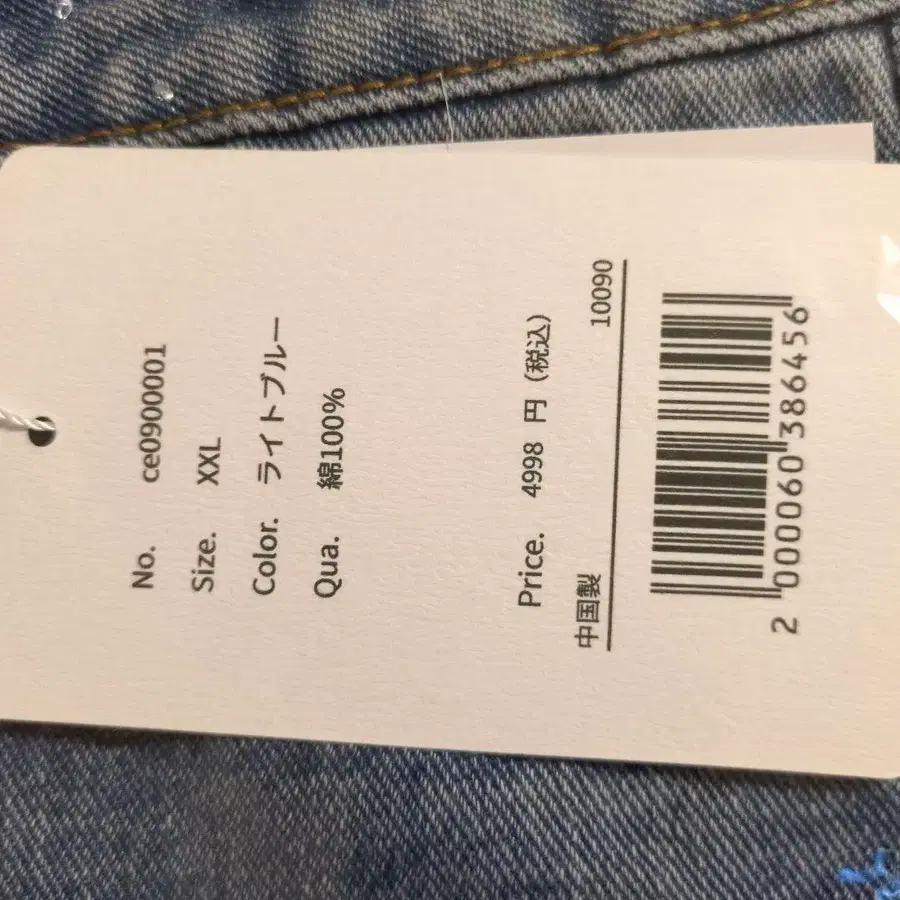 No. ce0900001
Size. XXL
Color. ライトブルー
Qua. 綿100%
Price. 4998 円（税込）
中国製 10090
2 000060 386456